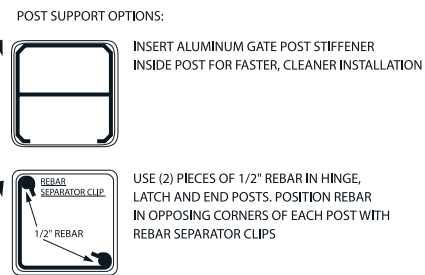 POST SUPPORT OPTIONS:
INSERT ALUMINUM GATE POST STIFFENER
INSIDE POST FOR FASTER, CLEANER INSTALLATION
REBAR
SEPARATOR CLIP
1/2" REBAR
USE (2) PIECES OF 1/2" REBAR IN HINGE,
LATCH AND END POSTS. POSITION REBAR
IN OPPOSING CORNERS OF EACH POST WITH
REBAR SEPARATOR CLIPS